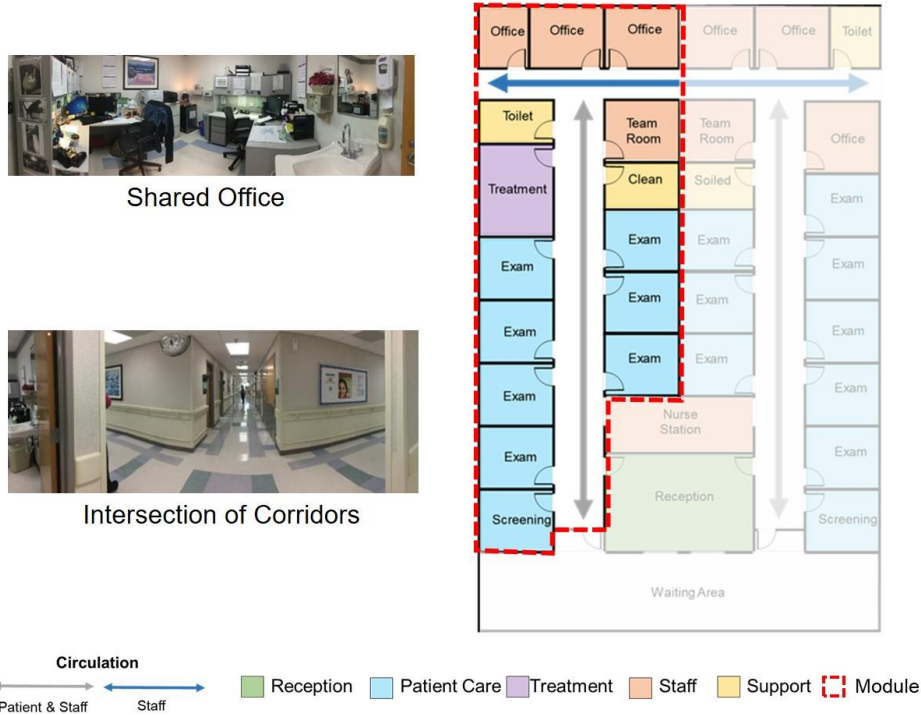 Shared Office
Intersection of Corridors
Office Office Office Office Office Toilet
Toilet
Treatment
Exam
Exam
Exam
Exam
Screening
Team
Room
Clean
Exam
Exam
Exam
Team
Room
Soiled
Exam
Exam
Exam
Nurse
Station
Reception
Office
Exam
Exam
Exam
Exam
Exam
Screening
Waiting Area
Circulation
Patient & Staff
Staff
Reception
Patient Care
Treatment
Staff
Support
Module